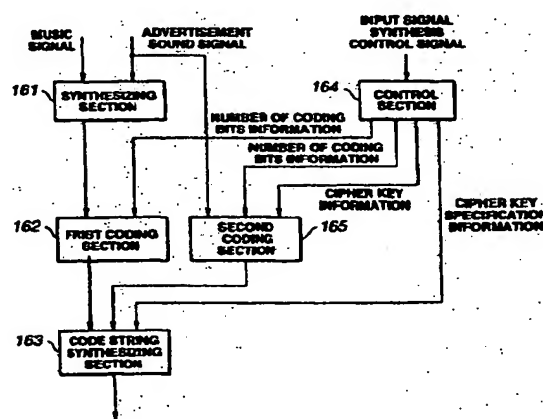 MUSIC
SIGNAL
ADVERTISEMENT
SOUND SIGNAL
INPUT SIGNAL
SYNTHESIS
CONTROL SIGNAL
161
SYNTHESIZING
SECTION
164
CONTROL
SECTION
NUMBER OF CODING
BITS INFORMATION
NUMBER OF CODING
BITS INFORMATION
CIPHER KEY
INFORMATION
CIPHER KEY
SPECIFICATION
INFORMATION
162
FRIST CODING
SECTION
SECOND
CODING
SECTION
165
163
CODE STRING
SYNTHESIZING
SECTION